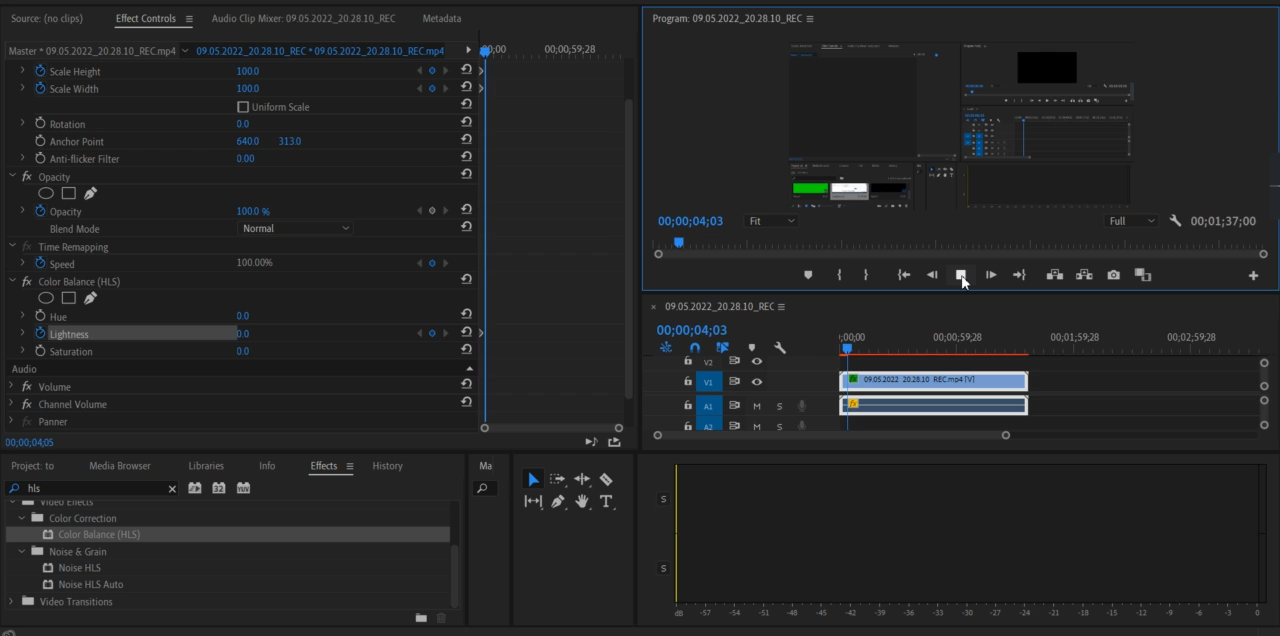 Source: (no clips) Effect Controls Audio Clip Mixer: 09.05.2022_20.28.10_REC Metadata
Master * 09.05.2022_20.28.10_REC.mp4 09.05.2022_20.28.10_REC * 09.05.2022_20.28.10_REC.mp4 00;00 00;00;59;28
Scale Height 100.0
Scale Width 100.0
Uniform Scale
Rotation 0.0
Anchor Point 640.0 313.0
Anti-flicker Filter 0.00
fx Opacity
Opacity 100.0 %
Blend Mode Normal
fx Time Remapping
Speed 100.00%
fx Color Balance (HLS)
Hue 0.0
Lightness 0.0
Saturation 0.0
Audio
fx Volume
fx Channel Volume
fx Panner
00;00;04;05
Program: 09.05.2022_20.28.10_REC
00;00;04;03 Fit Full 00;01;37;00
× 09.05.2022_20.28.10_REC
00;00;04;03
;00;00 00;00;59;28 00;01;59;28 00;02;59;28
V2
V1 09.05.2022_20.28.10_REC.mp4 [V]
A1 M S fx
A2 M S
Project: to Media Browser Libraries Info Effects History
hls 32 YUV
Video Effects
Color Correction
Color Balance (HLS)
Noise & Grain
Noise HLS
Noise HLS Auto
Video Transitions
Ma
T
S
S
dB -57 -54 -51 -48 -45 -42 -39 -36 -33 -30 -27 -24 -21 -18 -15 -12 -9 -6 -3 0